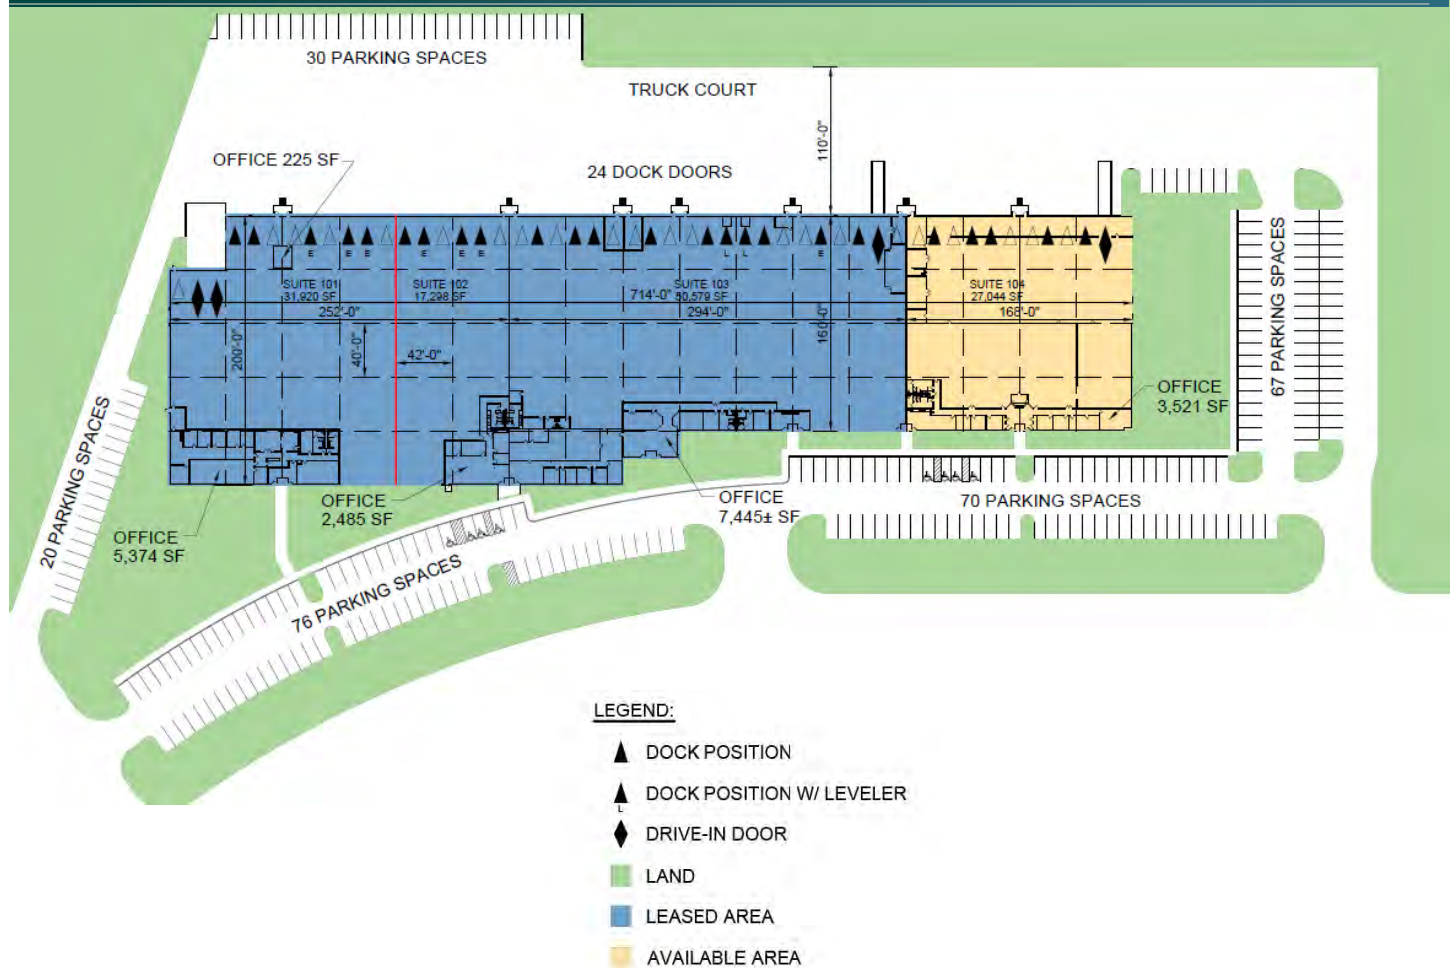 30 PARKING SPACES
TRUCK COURT
110'-0"
OFFICE 225 SF
24 DOCK DOORS
E
E
E
E
E
E
L
L
E
SUITE 101
31,920 SF
SUITE 102
17,298 SF
SUITE 103
714'-0"
SUITE 104
27,044 SF
252'-0"
294'-0"
168'-0"
200'-0"
40'-0"
42'-0"
160'-0"
67 PARKING SPACES
OFFICE
3,521 SF
20 PARKING SPACES
OFFICE
2,485 SF
OFFICE
7,445± SF
70 PARKING SPACES
OFFICE
5,374 SF
76 PARKING SPACES
LEGEND:
DOCK POSITION
DOCK POSITION W/ LEVELER
L
DRIVE-IN DOOR
LAND
LEASED AREA
AVAILABLE AREA